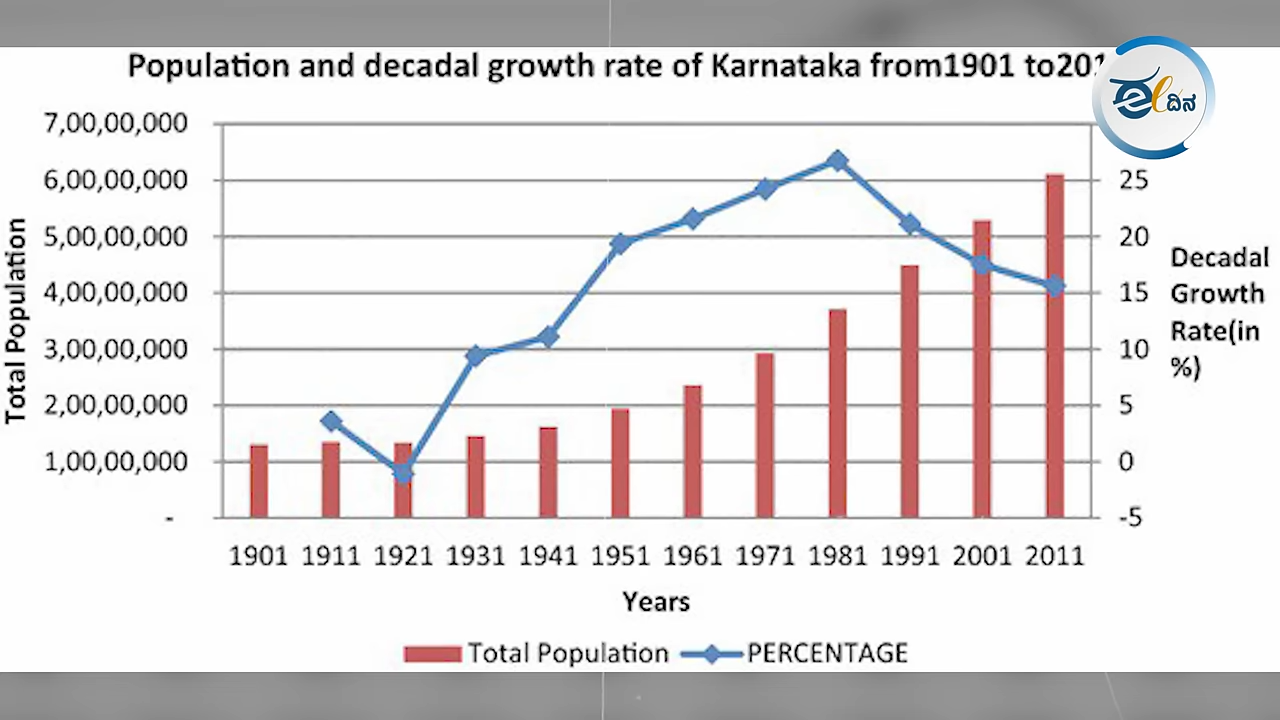 Population and decadal growth rate of Karnataka from1901 to201
eeದಿನ
7,00,00,000
6,00,00,000
5,00,00,000
4,00,00,000
3,00,00,000
2,00,00,000
1,00,00,000
-
Total Population
25
20
15
10
5
0
-5
Decadal
Growth
Rate(in
%)
1901 1911 1921 1931 1941 1951 1961 1971 1981 1991 2001 2011
Years
Total Population PERCENTAGE